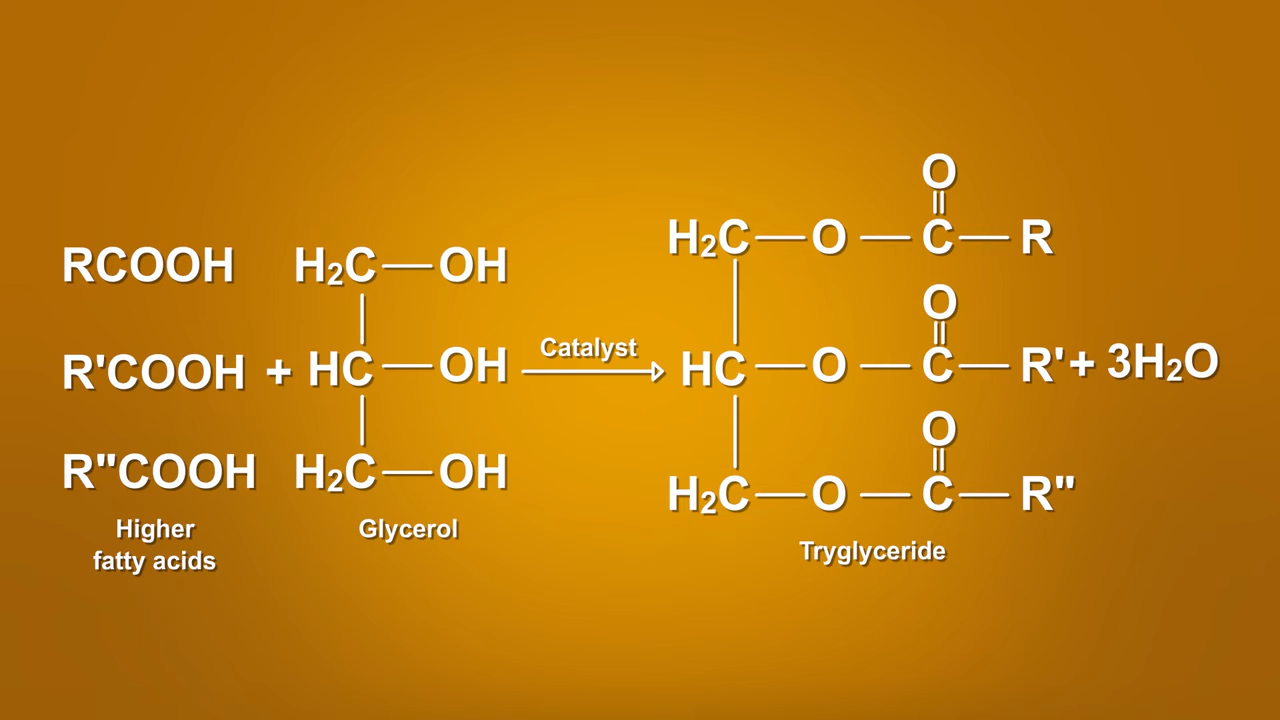 O
H₂C—O—C—R
RCOOH H₂C—OH
O
Catalyst
R'COOH + HC—OH HC—O—C—R' + 3H₂O
O
R"COOH H₂C—OH H₂C—O—C—R"
Higher
fatty acids
Glycerol
Tryglyceride